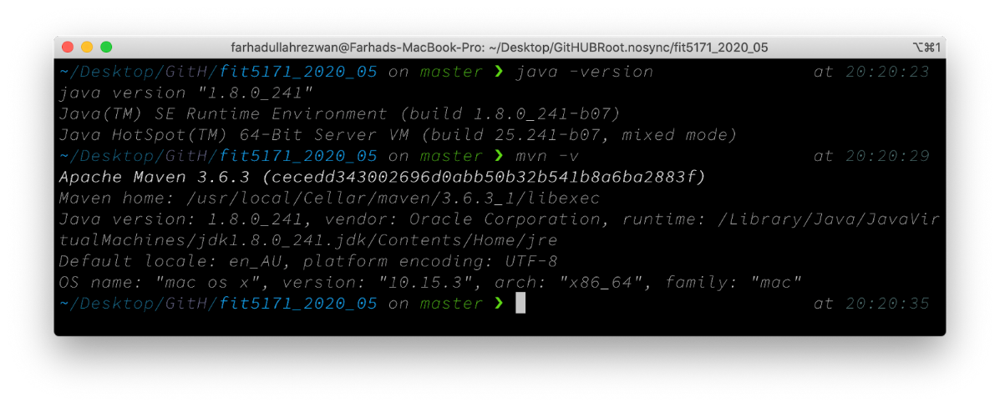 farhadullahrezwan@Farhads-MacBook-Pro: ~/Desktop/GitHUBRoot.nosync/fit5171_2020_05 ⌥⌘1
~/Desktop/GitH/fit5171_2020_05 on master ❯ java -version at 20:20:23
java version "1.8.0_241"
Java(TM) SE Runtime Environment (build 1.8.0_241-b07)
Java HotSpot(TM) 64-Bit Server VM (build 25.241-b07, mixed mode)
~/Desktop/GitH/fit5171_2020_05 on master ❯ mvn -v at 20:20:29
Apache Maven 3.6.3 (cecedd343002696d0abb50b32b541b8a6ba2883f)
Maven home: /usr/local/Cellar/maven/3.6.3_1/libexec
Java version: 1.8.0_241, vendor: Oracle Corporation, runtime: /Library/Java/JavaVir
tualMachines/jdk1.8.0_241.jdk/Contents/Home/jre
Default locale: en_AU, platform encoding: UTF-8
OS name: "mac os x", version: "10.15.3", arch: "x86_64", family: "mac"
~/Desktop/GitH/fit5171_2020_05 on master ❯ at 20:20:35